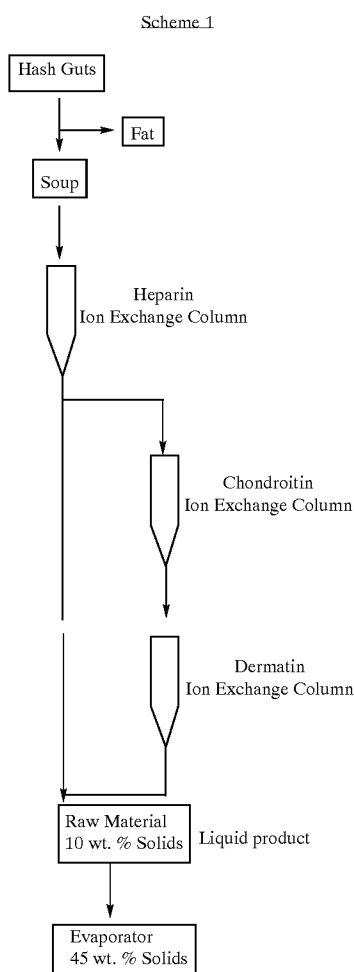 Scheme 1
Hash Guts
Fat
Soup
Heparin
Ion Exchange Column
Chondroitin
Ion Exchange Column
Dermatin
Ion Exchange Column
Raw Material
10 wt. % Solids
Liquid product
Evaporator
45 wt. % Solids